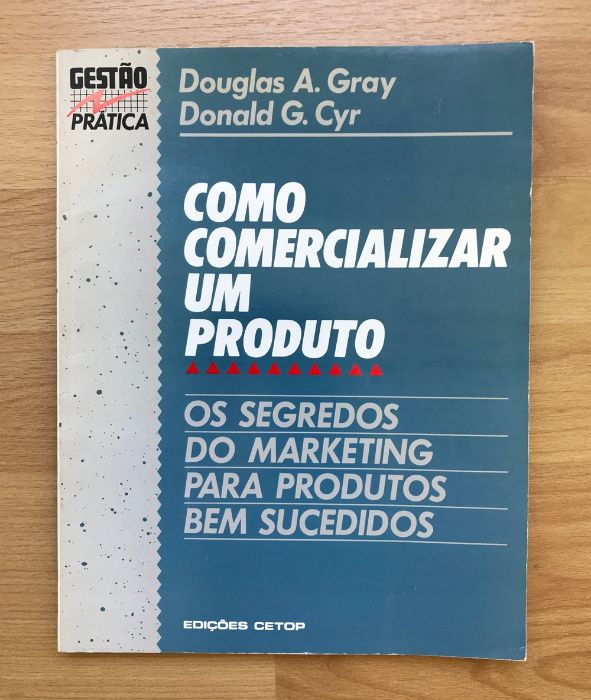 GESTÃO
PRÁTICA
Douglas A. Gray
Donald G. Cyr
COMO
COMERCIALIZAR
UM
PRODUTO
OS SEGREDOS
DO MARKETING
PARA PRODUTOS
BEM SUCEDIDOS
EDIÇÕES CETOP